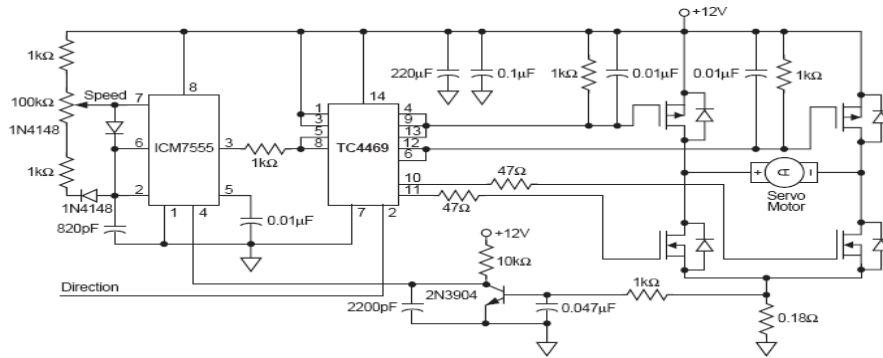 +12V
1kΩ
100kΩ
Speed
1N4148
1kΩ
1N4148
820pF
7
8
6
ICM7555
3
2
5
1
4
1kΩ
0.01µF
1
3
5
8
14
TC4469
4
9
13
12
6
10
11
7
2
220µF
0.1µF
1kΩ
0.01µF
0.01µF
1kΩ
47Ω
47Ω
+
A
–
Servo
Motor
Direction
+12V
10kΩ
2200pF
2N3904
0.047µF
1kΩ
0.18Ω